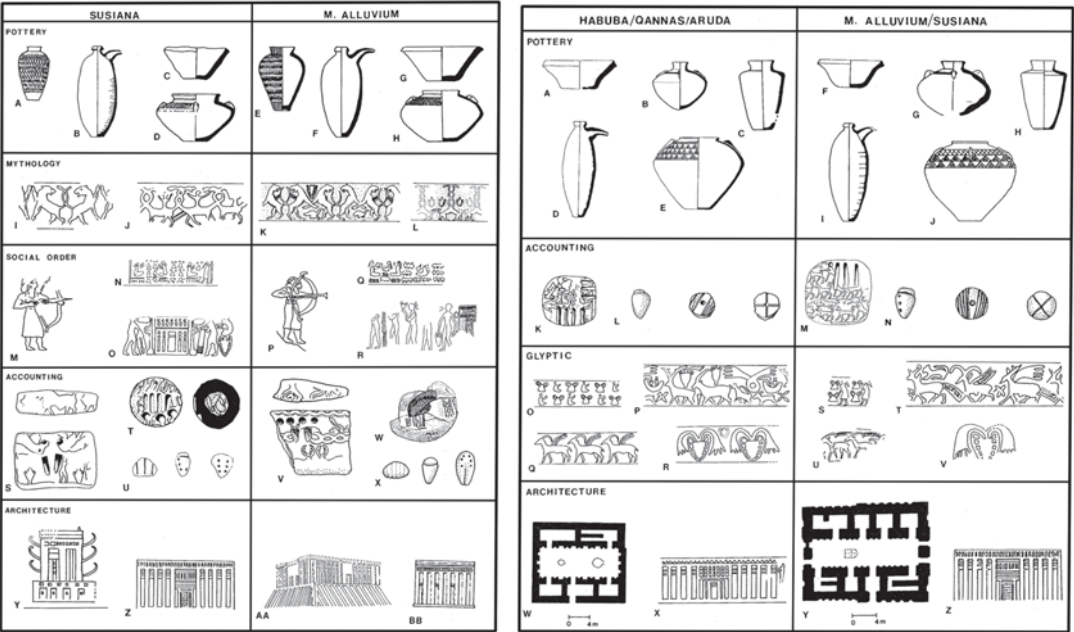 SUSIANA
M. ALLUVIUM
POTTERY
A
B
C
D
E
F
G
H
MYTHOLOGY
I
J
K
L
SOCIAL ORDER
M
N
O
P
Q
R
ACCOUNTING
S
T
U
V
W
X
ARCHITECTURE
Y
Z
AA
BB
HABUBA/QANNAS/ARUDA
M. ALLUVIUM/SUSIANA
POTTERY
A
B
C
D
E
F
G
H
I
J
ACCOUNTING
K
L
M
N
GLYPTIC
O
P
Q
R
S
T
U
V
ARCHITECTURE
W
0 4m
X
Y
0 4m
Z